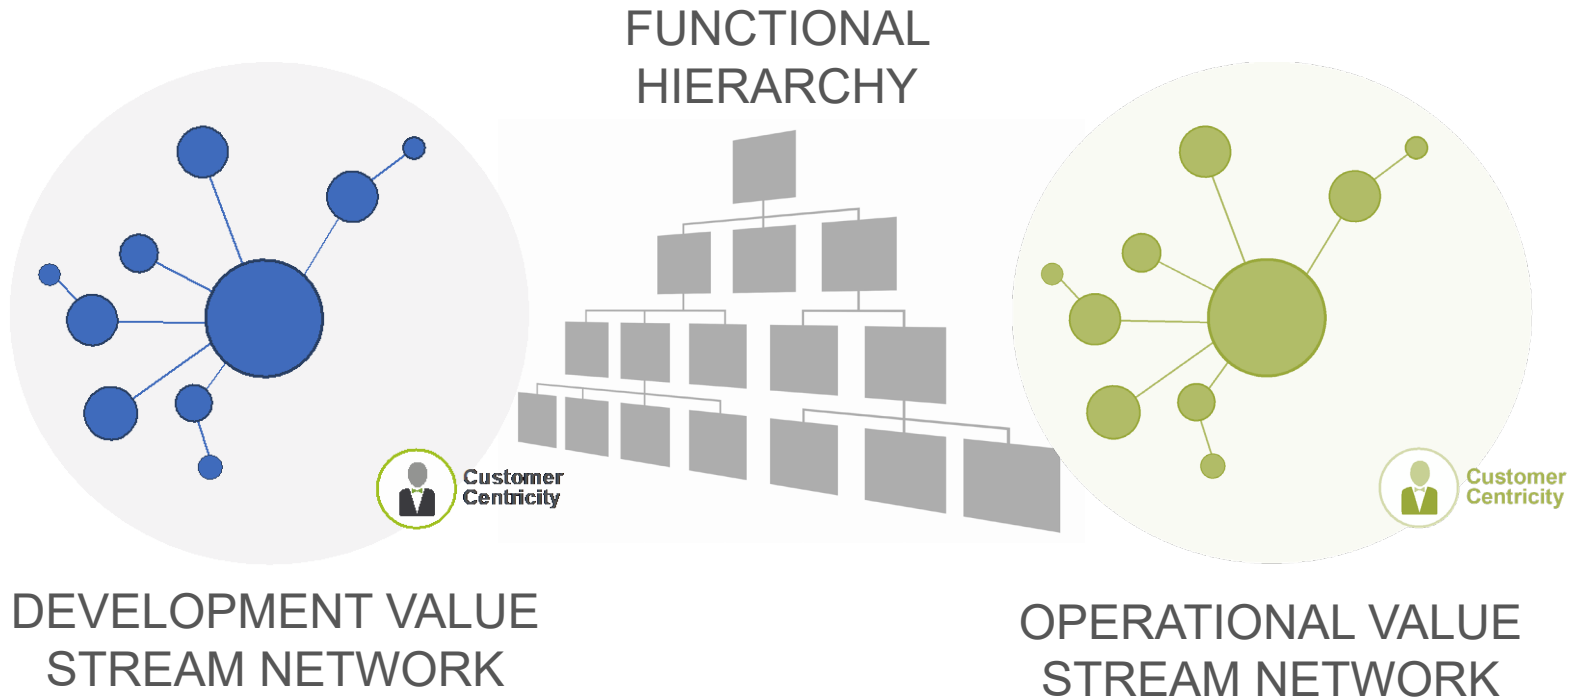 FUNCTIONAL
HIERARCHY
Customer
Centricity
Customer
Centricity
DEVELOPMENT VALUE
STREAM NETWORK
OPERATIONAL VALUE
STREAM NETWORK